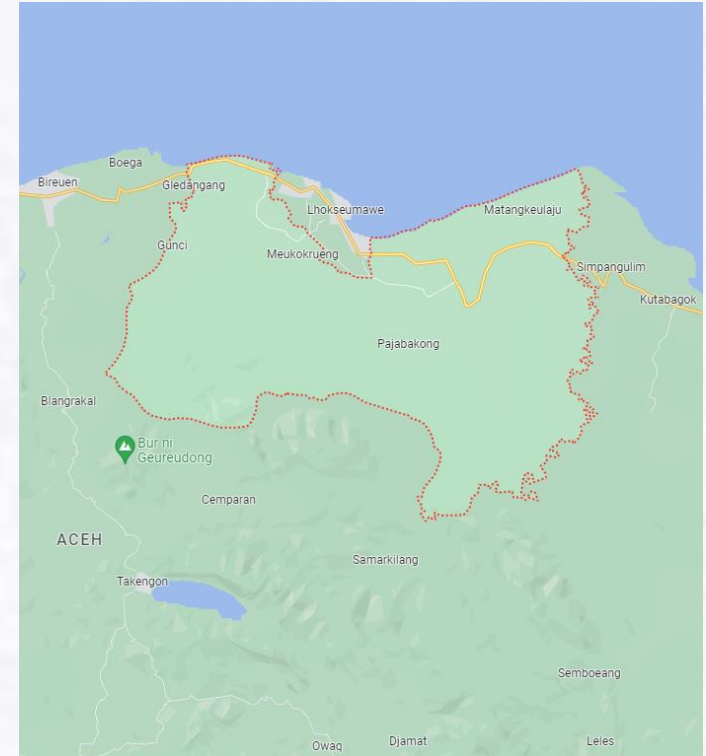 Boega
Bireuen
Gledangang
Lhokseumawe
Matangkeulaju
Gunci
Meukokrueng
Simpangulim
Kutabagok
Pajabakong
Blangrakal
Bur ni
Geureudong
Cemparan
ACEH
Samarkilang
Takengon
Semboeang
Owaq
Djamat
Leles